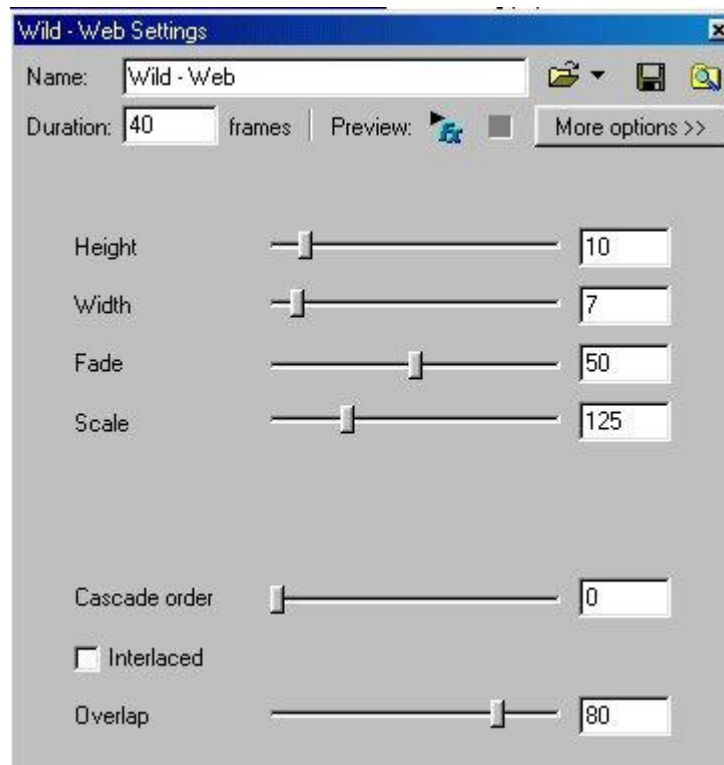 Wild - Web Settings
Name: Wild - Web
Duration: 40 frames Preview: fx More options >>
Height 10
Width 7
Fade 50
Scale 125
Cascade order 0
Interlaced
Overlap 80